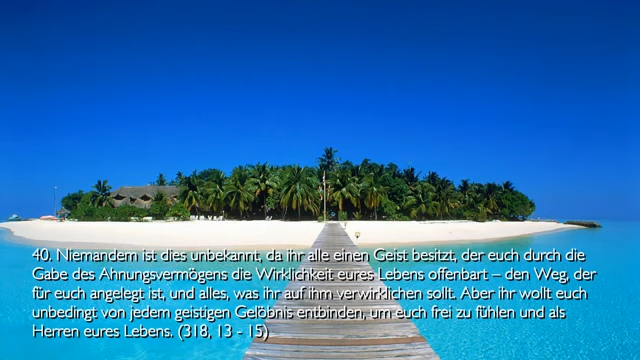 40. Niemandem ist dies unbekannt, da ihr alle einen Geist besitzt, der euch durch die
Gabe des Ahnungsvermögens die Wirklichkeit eures Lebens offenbart – den Weg, der
für euch angelegt ist, und alles, was ihr auf ihm verwirklichen sollt. Aber ihr wollt euch
unbedingt von jedem geistigen Gelöbnis entbinden, um euch frei zu fühlen und als
Herren eures Lebens. (318, 13 - 15)